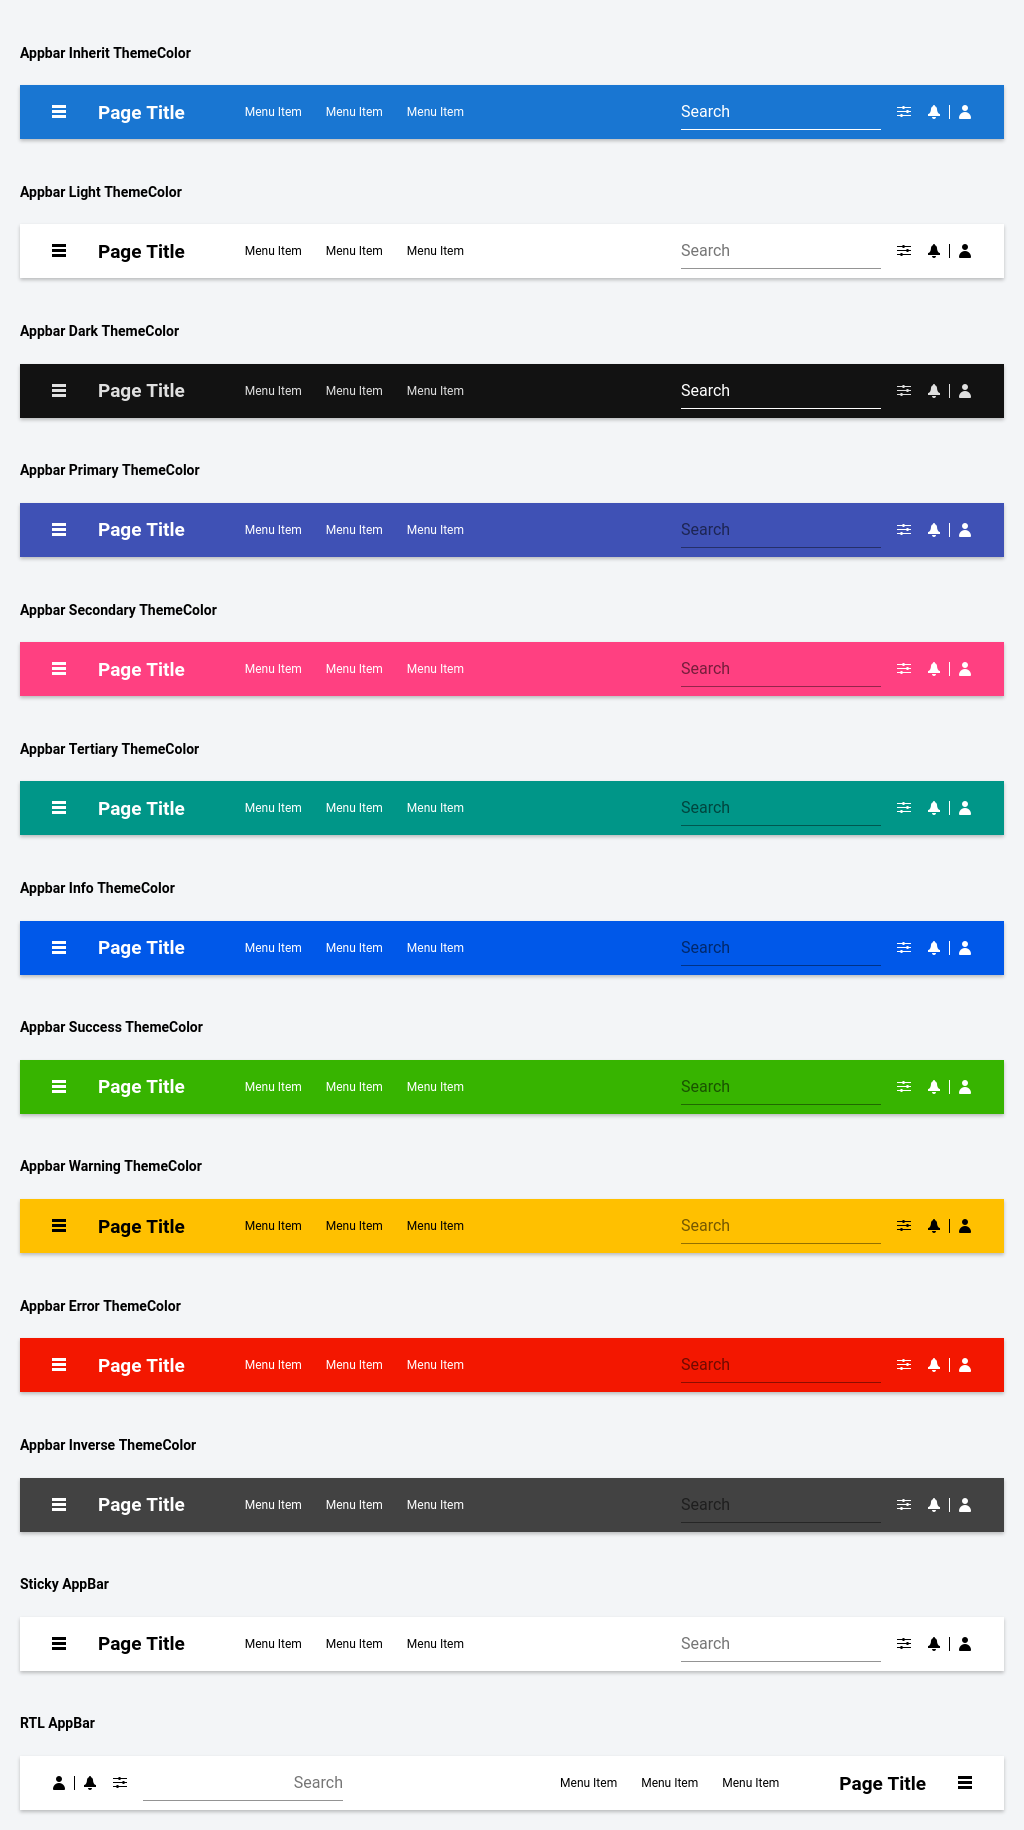 Appbar Inherit ThemeColor
Page Title Menu Item Menu Item Menu Item Search
Appbar Light ThemeColor
Page Title Menu Item Menu Item Menu Item Search
Appbar Dark ThemeColor
Page Title Menu Item Menu Item Menu Item Search
Appbar Primary ThemeColor
Page Title Menu Item Menu Item Menu Item Search
Appbar Secondary ThemeColor
Page Title Menu Item Menu Item Menu Item Search
Appbar Tertiary ThemeColor
Page Title Menu Item Menu Item Menu Item Search
Appbar Info ThemeColor
Page Title Menu Item Menu Item Menu Item Search
Appbar Success ThemeColor
Page Title Menu Item Menu Item Menu Item Search
Appbar Warning ThemeColor
Page Title Menu Item Menu Item Menu Item Search
Appbar Error ThemeColor
Page Title Menu Item Menu Item Menu Item Search
Appbar Inverse ThemeColor
Page Title Menu Item Menu Item Menu Item Search
Sticky AppBar
Page Title Menu Item Menu Item Menu Item Search
RTL AppBar
Search Menu Item Menu Item Menu Item Page Title